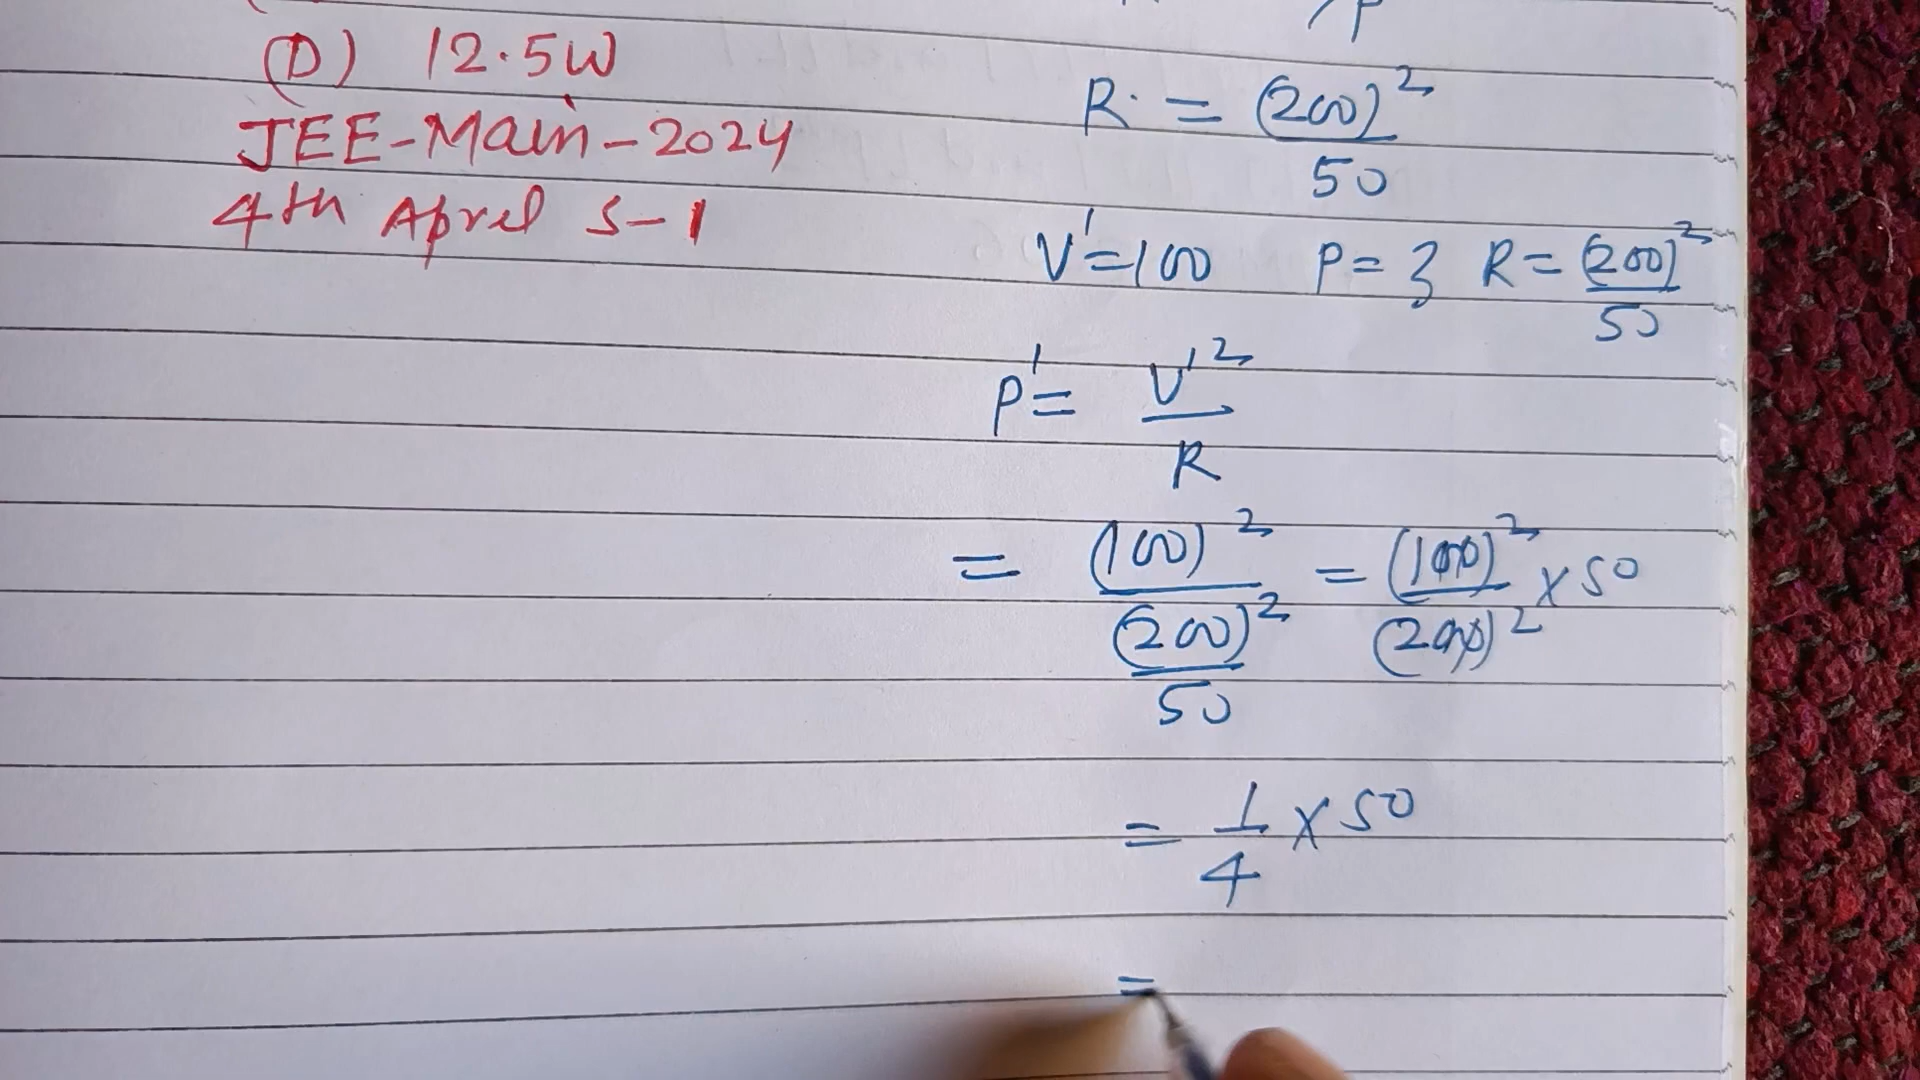 (D) 12.5W
JEE-Main-2024
4th April S-1
R = (200)²
50
V'=100 P=? R=(200)²
50
P'= V'²
R
= (100)² = (100)² x 50
(200)² (200)²
50
= 1 x 50
4
=